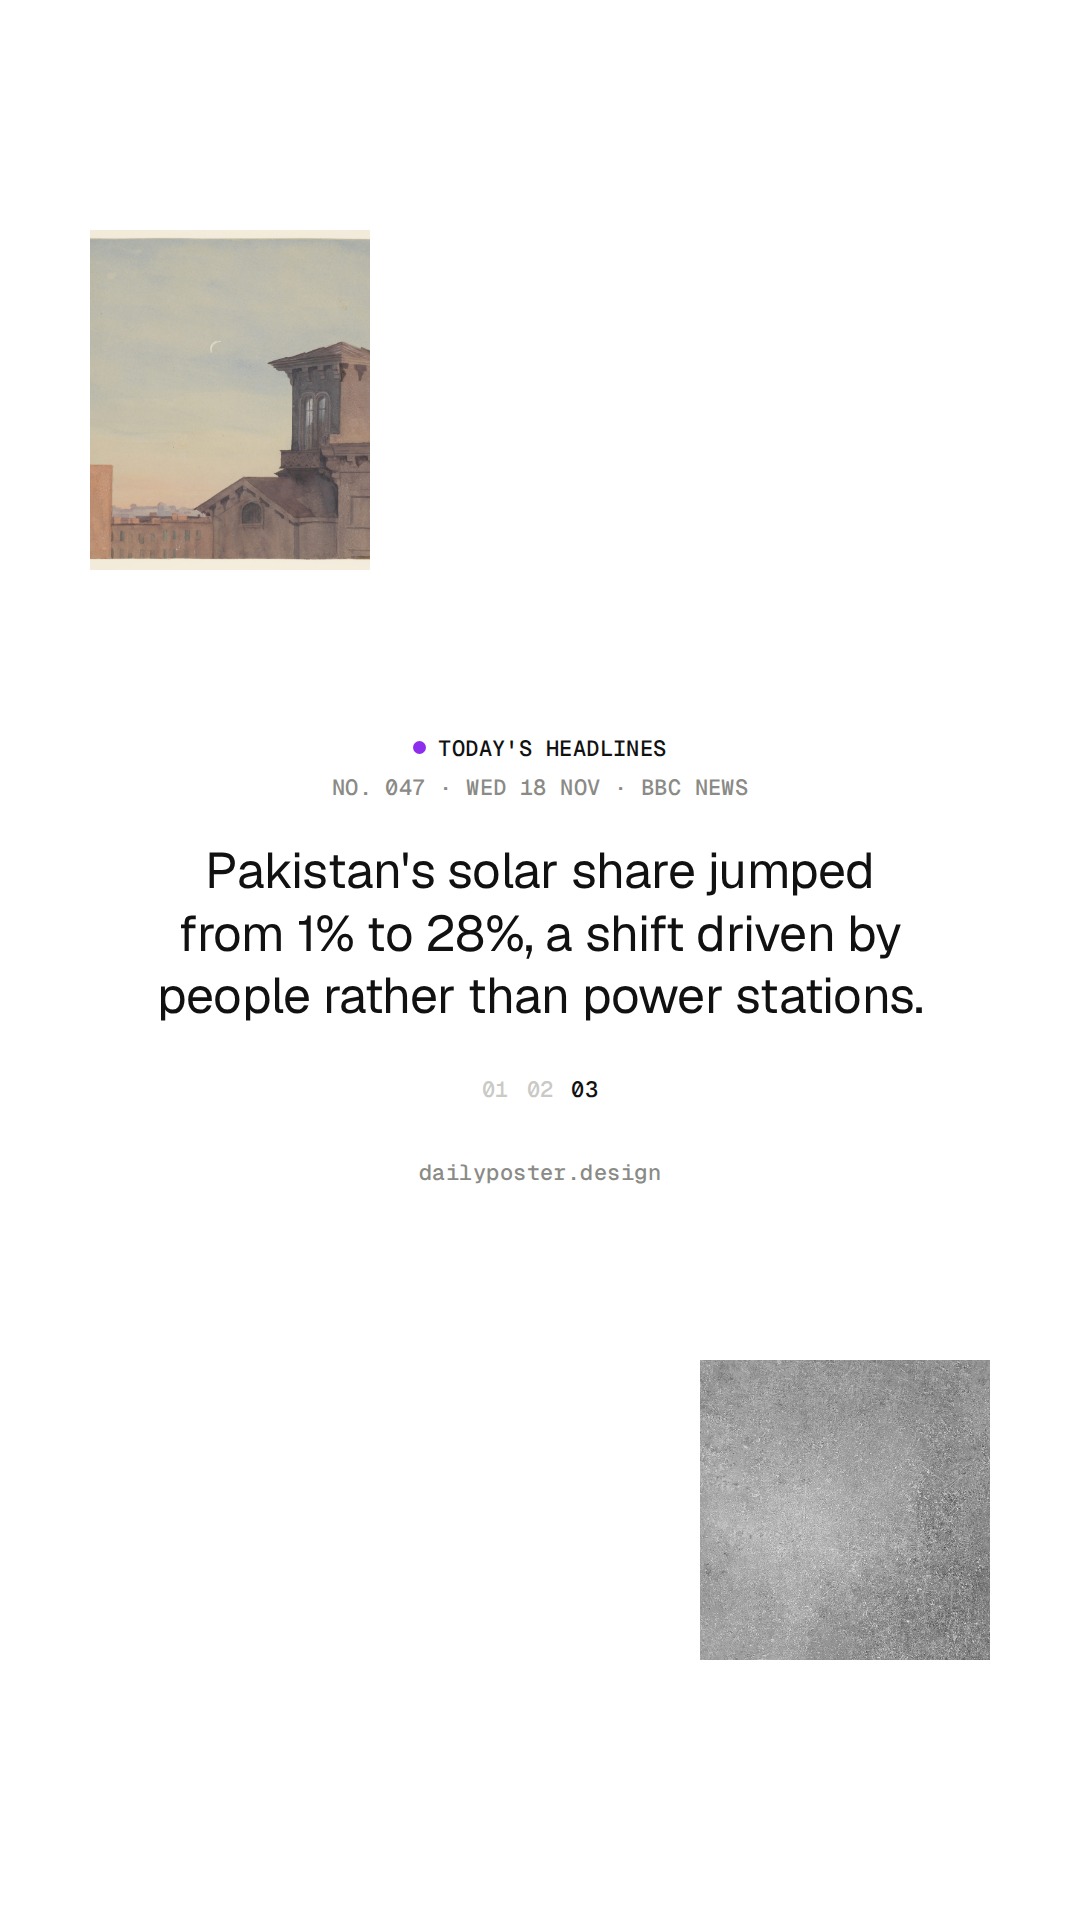 TODAY'S HEADLINES
NO. 047 · WED 18 NOV · BBC NEWS
Pakistan's solar share jumped
from 1% to 28%, a shift driven by
people rather than power stations.
01 02 03
dailyposter.design